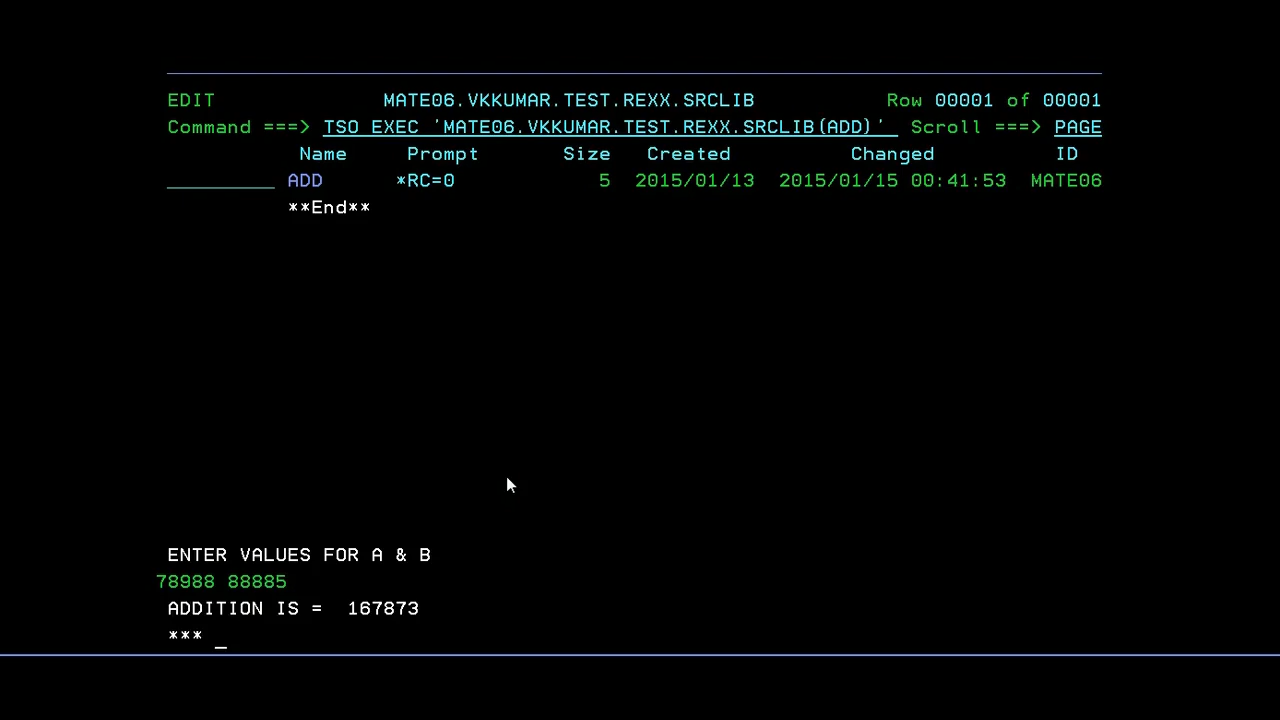 EDIT MATE06.VKKUMAR.TEST.REXX.SRCLIB Row 00001 of 00001
Command ===> TSO EXEC 'MATE06.VKKUMAR.TEST.REXX.SRCLIB(ADD)' Scroll ===> PAGE
Name Prompt Size Created Changed ID
ADD *RC=0 5 2015/01/13 2015/01/15 00:41:53 MATE06
**End**
ENTER VALUES FOR A & B
78988 88885
ADDITION IS = 167873
*** _